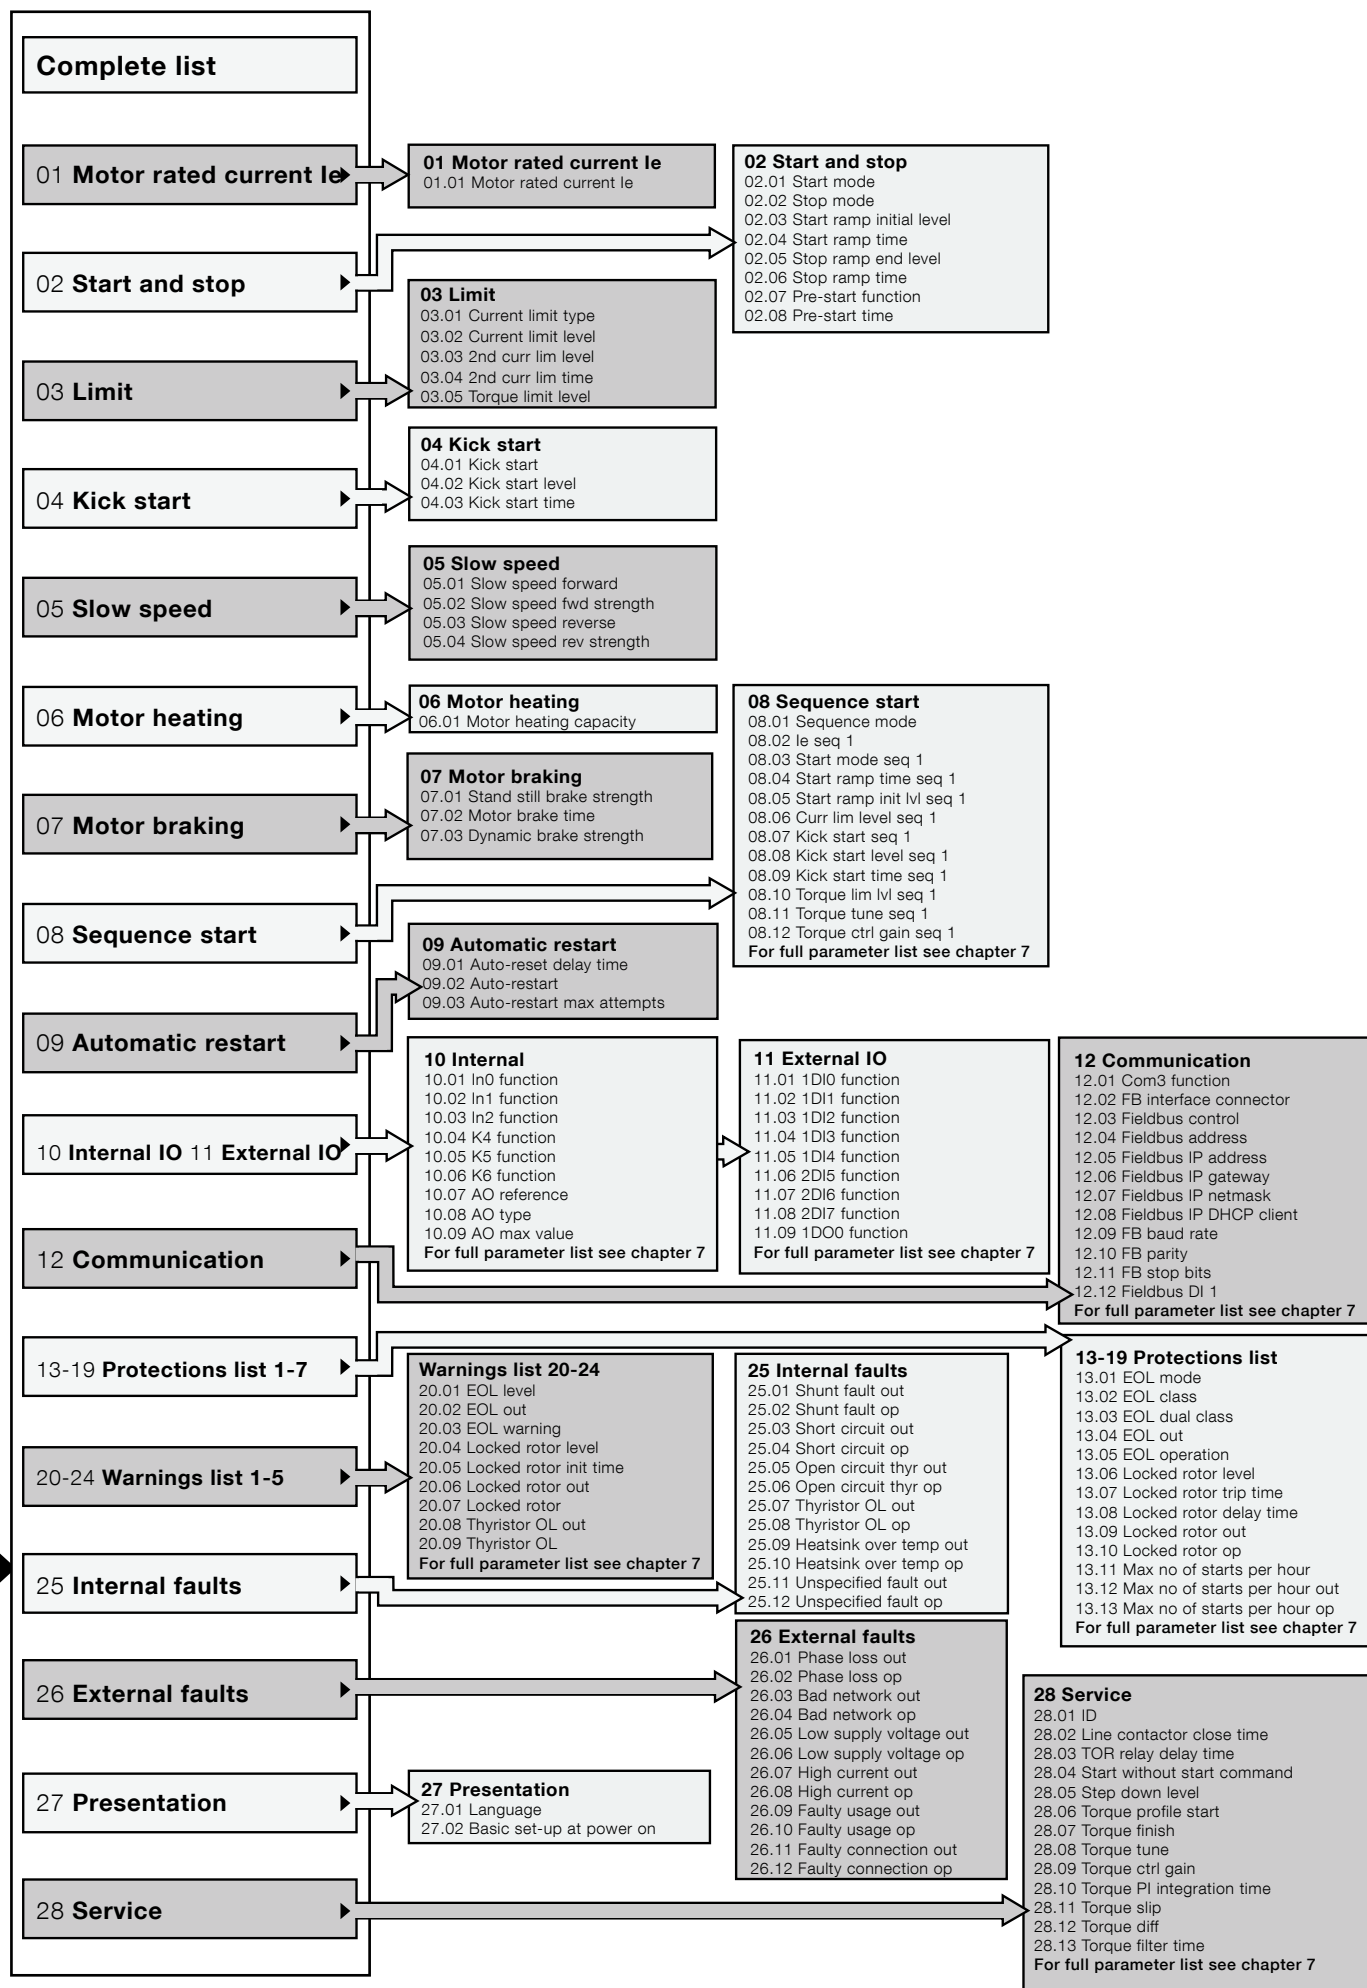 Complete list
01 Motor rated current Ie
02 Start and stop
03 Limit
04 Kick start
05 Slow speed
06 Motor heating
07 Motor braking
08 Sequence start
09 Automatic restart
10 Internal IO 11 External IO
12 Communication
13-19 Protections list 1-7
20-24 Warnings list 1-5
25 Internal faults
26 External faults
27 Presentation
28 Service
01 Motor rated current Ie
01.01 Motor rated current Ie
02 Start and stop
02.01 Start mode
02.02 Stop mode
02.03 Start ramp initial level
02.04 Start ramp time
02.05 Stop ramp end level
02.06 Stop ramp time
02.07 Pre-start function
02.08 Pre-start time
03 Limit
03.01 Current limit type
03.02 Current limit level
03.03 2nd curr lim level
03.04 2nd curr lim time
03.05 Torque limit level
04 Kick start
04.01 Kick start
04.02 Kick start level
04.03 Kick start time
05 Slow speed
05.01 Slow speed forward
05.02 Slow speed fwd strength
05.03 Slow speed reverse
05.04 Slow speed rev strength
06 Motor heating
06.01 Motor heating capacity
07 Motor braking
07.01 Stand still brake strength
07.02 Motor brake time
07.03 Dynamic brake strength
08 Sequence start
08.01 Sequence mode
08.02 Ie seq 1
08.03 Start mode seq 1
08.04 Start ramp time seq 1
08.05 Start ramp init lvl seq 1
08.06 Curr lim level seq 1
08.07 Kick start seq 1
08.08 Kick start level seq 1
08.09 Kick start time seq 1
08.10 Torque lim lvl seq 1
08.11 Torque tune seq 1
08.12 Torque ctrl gain seq 1
For full parameter list see chapter 7
09 Automatic restart
09.01 Auto-reset delay time
09.02 Auto-restart
09.03 Auto-restart max attempts
10 Internal
10.01 In0 function
10.02 In1 function
10.03 In2 function
10.04 K4 function
10.05 K5 function
10.06 K6 function
10.07 AO reference
10.08 AO type
10.09 AO max value
For full parameter list see chapter 7
11 External IO
11.01 1DI0 function
11.02 1DI1 function
11.03 1DI2 function
11.04 1DI3 function
11.05 1DI4 function
11.06 2DI5 function
11.07 2DI6 function
11.08 2DI7 function
11.09 1DO0 function
For full parameter list see chapter 7
12 Communication
12.01 Com3 function
12.02 FB interface connector
12.03 Fieldbus control
12.04 Fieldbus address
12.05 Fieldbus IP address
12.06 Fieldbus IP gateway
12.07 Fieldbus IP netmask
12.08 Fieldbus IP DHCP client
12.09 FB baud rate
12.10 FB parity
12.11 FB stop bits
12.12 Fieldbus DI 1
For full parameter list see chapter 7
13-19 Protections list
13.01 EOL mode
13.02 EOL class
13.03 EOL dual class
13.04 EOL out
13.05 EOL operation
13.06 Locked rotor level
13.07 Locked rotor trip time
13.08 Locked rotor delay time
13.09 Locked rotor out
13.10 Locked rotor op
13.11 Max no of starts per hour
13.12 Max no of starts per hour out
13.13 Max no of starts per hour op
For full parameter list see chapter 7
Warnings list 20-24
20.01 EOL level
20.02 EOL out
20.03 EOL warning
20.04 Locked rotor level
20.05 Locked rotor init time
20.06 Locked rotor out
20.07 Locked rotor
20.08 Thyristor OL out
20.09 Thyristor OL
For full parameter list see chapter 7
25 Internal faults
25.01 Shunt fault out
25.02 Shunt fault op
25.03 Short circuit out
25.04 Short circuit op
25.05 Open circuit thyr out
25.06 Open circuit thyr op
25.07 Thyristor OL out
25.08 Thyristor OL op
25.09 Heatsink over temp out
25.10 Heatsink over temp op
25.11 Unspecified fault out
25.12 Unspecified fault op
26 External faults
26.01 Phase loss out
26.02 Phase loss op
26.03 Bad network out
26.04 Bad network op
26.05 Low supply voltage out
26.06 Low supply voltage op
26.07 High current out
26.08 High current op
26.09 Faulty usage out
26.10 Faulty usage op
26.11 Faulty connection out
26.12 Faulty connection op
27 Presentation
27.01 Language
27.02 Basic set-up at power on
28 Service
28.01 ID
28.02 Line contactor close time
28.03 TOR relay delay time
28.04 Start without start command
28.05 Step down level
28.06 Torque profile start
28.07 Torque finish
28.08 Torque tune
28.09 Torque ctrl gain
28.10 Torque PI integration time
28.11 Torque slip
28.12 Torque diff
28.13 Torque filter time
For full parameter list see chapter 7